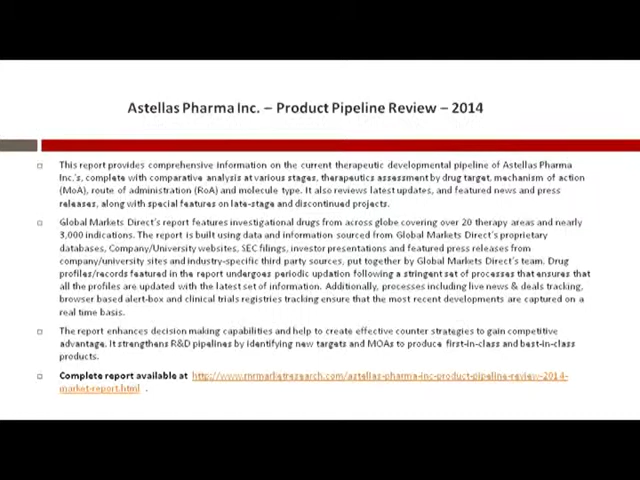 Astellas Pharma Inc. – Product Pipeline Review – 2014
This report provides comprehensive information on the current therapeutic developmental pipeline of Astellas Pharma
Inc.'s, complete with comparative analysis at various stages, therapeutics assessment by drug target, mechanism of action
(MoA), route of administration (RoA) and molecule type. It also reviews latest updates, and featured news and press
releases, along with special features on late-stage and discontinued projects.
Global Markets Direct's report features investigational drugs from across globe covering over 20 therapy areas and nearly
3,000 indications. The report is built using data and information sourced from Global Markets Direct's proprietary
databases, Company/University websites, SEC filings, investor presentations and featured press releases from
company/university sites and industry-specific third party sources, put together by Global Markets Direct's team. Drug
profiles/records featured in the report undergoes periodic updation following a stringent set of processes that ensures that
all the profiles are updated with the latest set of information. Additionally, processes including live news & deals tracking,
browser based alert-box and clinical trials registries tracking ensure that the most recent developments are captured on a
real time basis.
The report enhances decision making capabilities and help to create effective counter strategies to gain competitive
advantage. It strengthens R&D pipelines by identifying new targets and MOAs to produce first-in-class and best-in-class
products.
Complete report available at http://www.rnrmarketresearch.com/astellas-pharma-inc-product-pipeline-review-2014-
market-report.html .